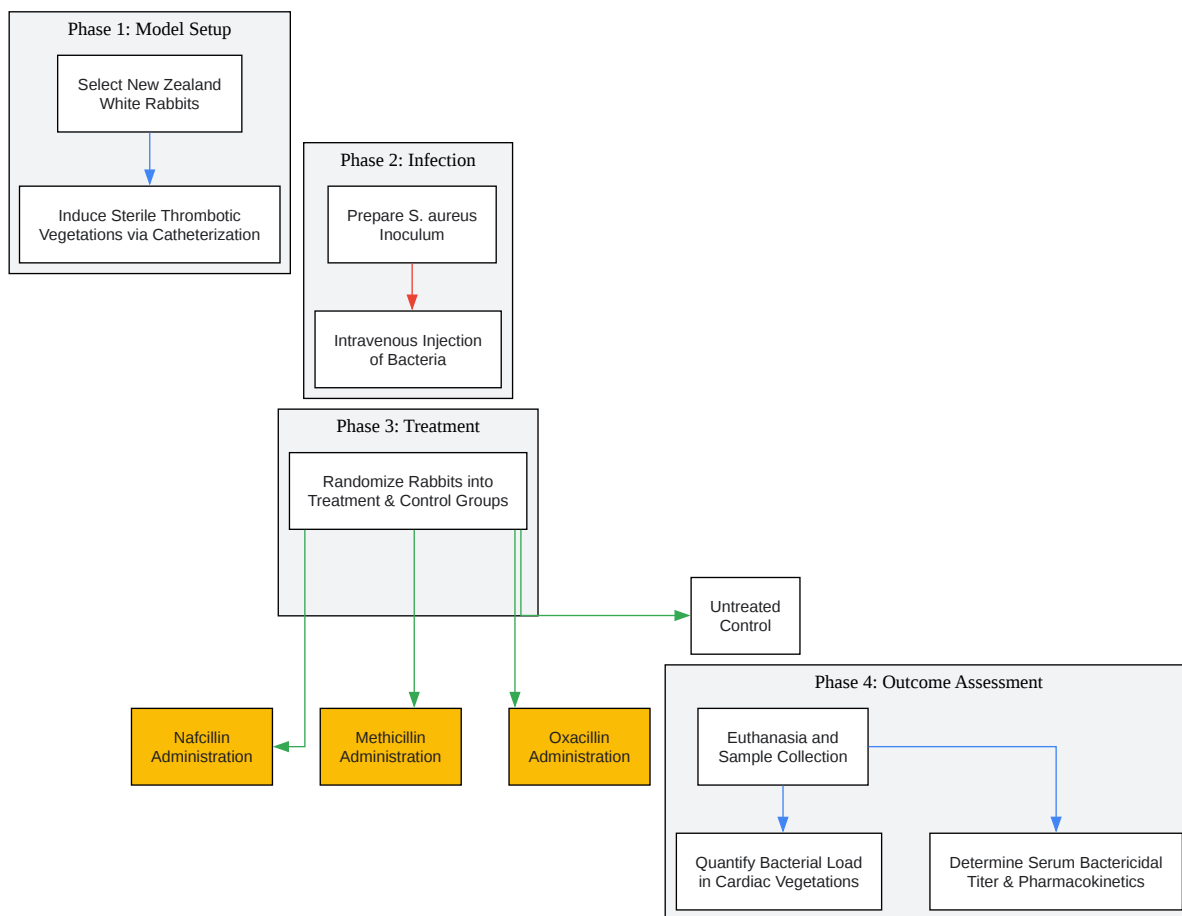 Phase 1: Model Setup
Select New Zealand
White Rabbits
Induce Sterile Thrombotic
Vegetations via Catheterization
Phase 2: Infection
Prepare S. aureus
Inoculum
Intravenous Injection
of Bacteria
Phase 3: Treatment
Randomize Rabbits into
Treatment & Control Groups
Untreated
Control
Nafcillin
Administration
Methicillin
Administration
Oxacillin
Administration
Phase 4: Outcome Assessment
Euthanasia and
Sample Collection
Quantify Bacterial Load
in Cardiac Vegetations
Determine Serum Bactericidal
Titer & Pharmacokinetics